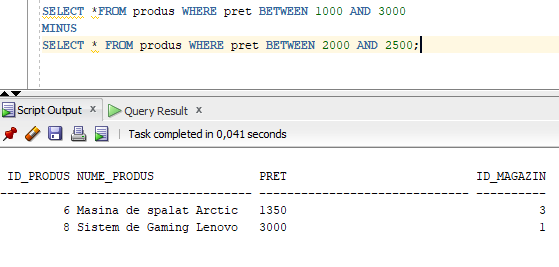 SELECT *FROM produs WHERE pret BETWEEN 1000 AND 3000
MINUS
SELECT * FROM produs WHERE pret BETWEEN 2000 AND 2500;
Script Output x Query Result x
Task completed in 0,041 seconds
ID_PRODUS NUME_PRODUS PRET ID_MAGAZIN
---------- ------------------------- ------------------------- ----------
6 Masina de spalat Arctic 1350 3
8 Sistem de Gaming Lenovo 3000 1